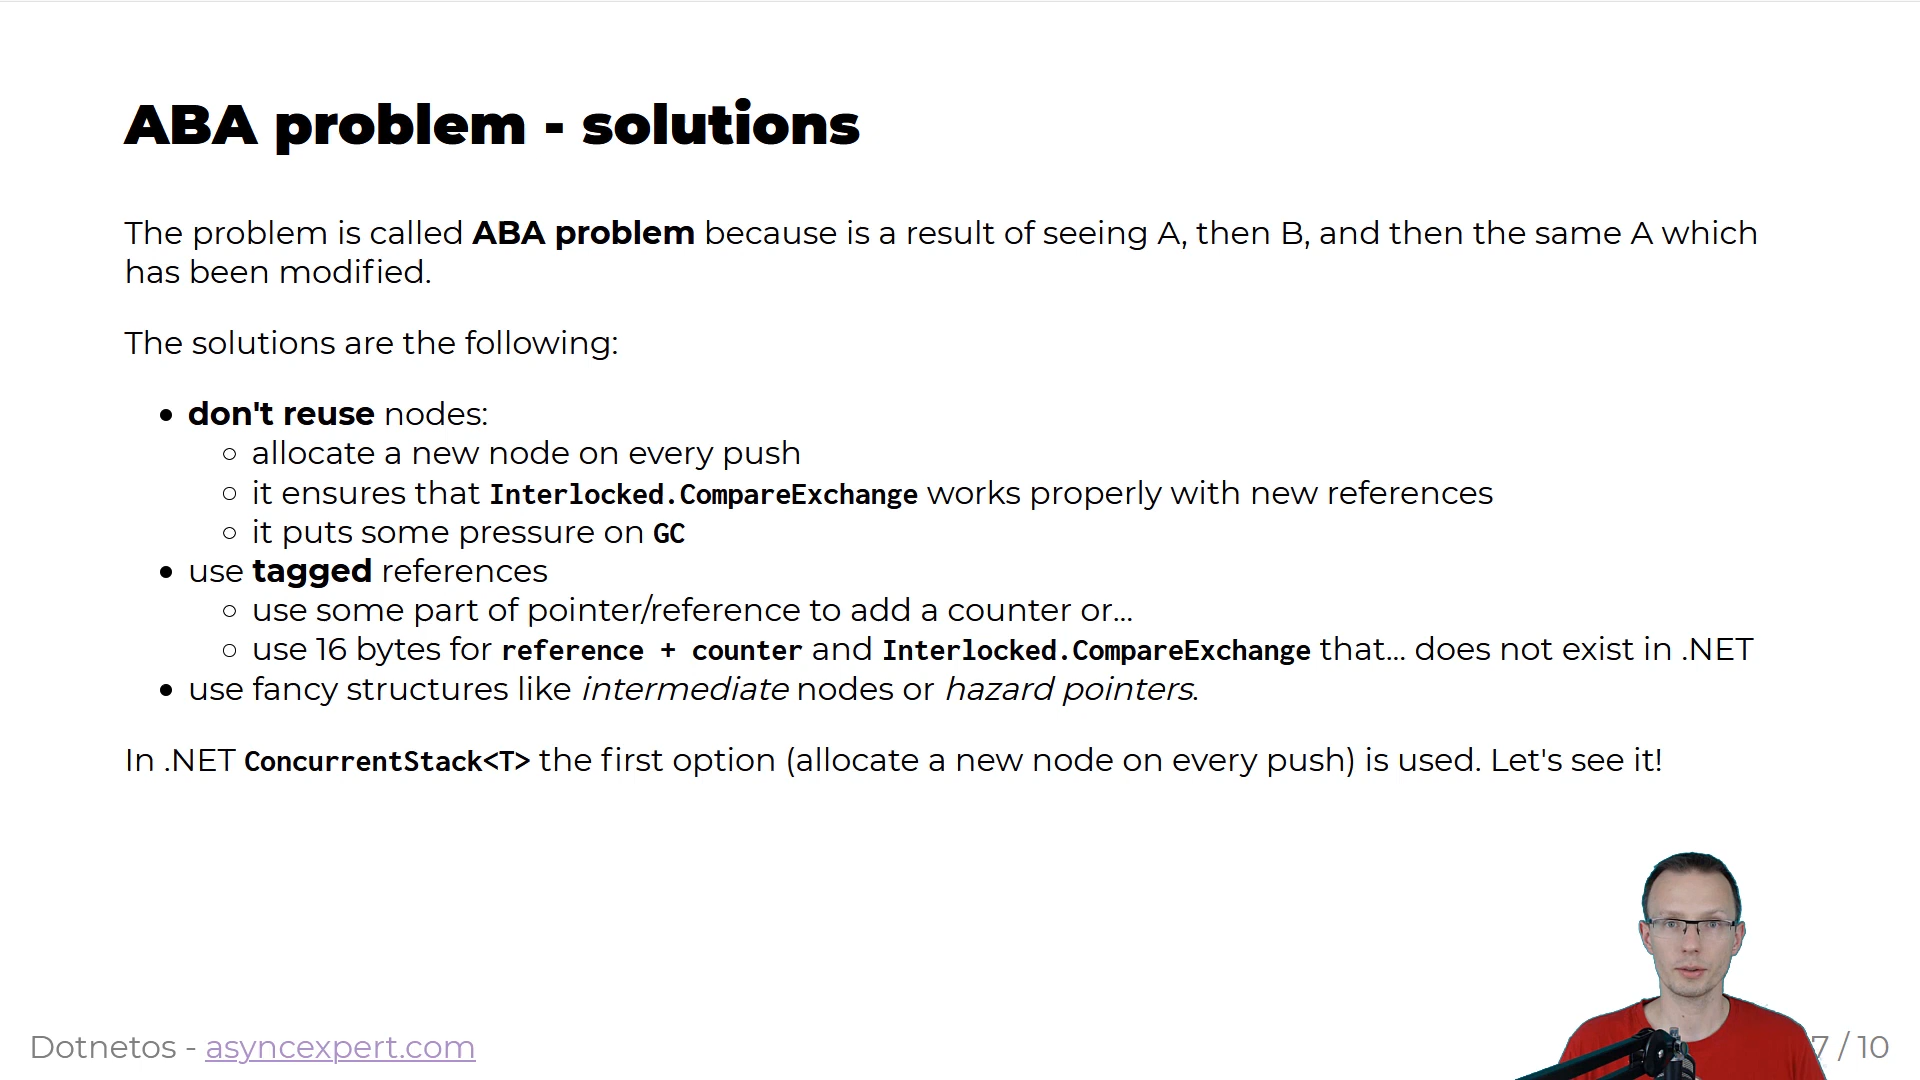 ABA problem - solutions
The problem is called ABA problem because is a result of seeing A, then B, and then the same A which
has been modified.
The solutions are the following:
don't reuse nodes:
allocate a new node on every push
it ensures that Interlocked.CompareExchange works properly with new references
it puts some pressure on GC
use tagged references
use some part of pointer/reference to add a counter or...
use 16 bytes for reference + counter and Interlocked.CompareExchange that... does not exist in .NET
use fancy structures like intermediate nodes or hazard pointers.
In .NET ConcurrentStack<T> the first option (allocate a new node on every push) is used. Let's see it!
Dotnetos - asyncexpert.com
7 / 10